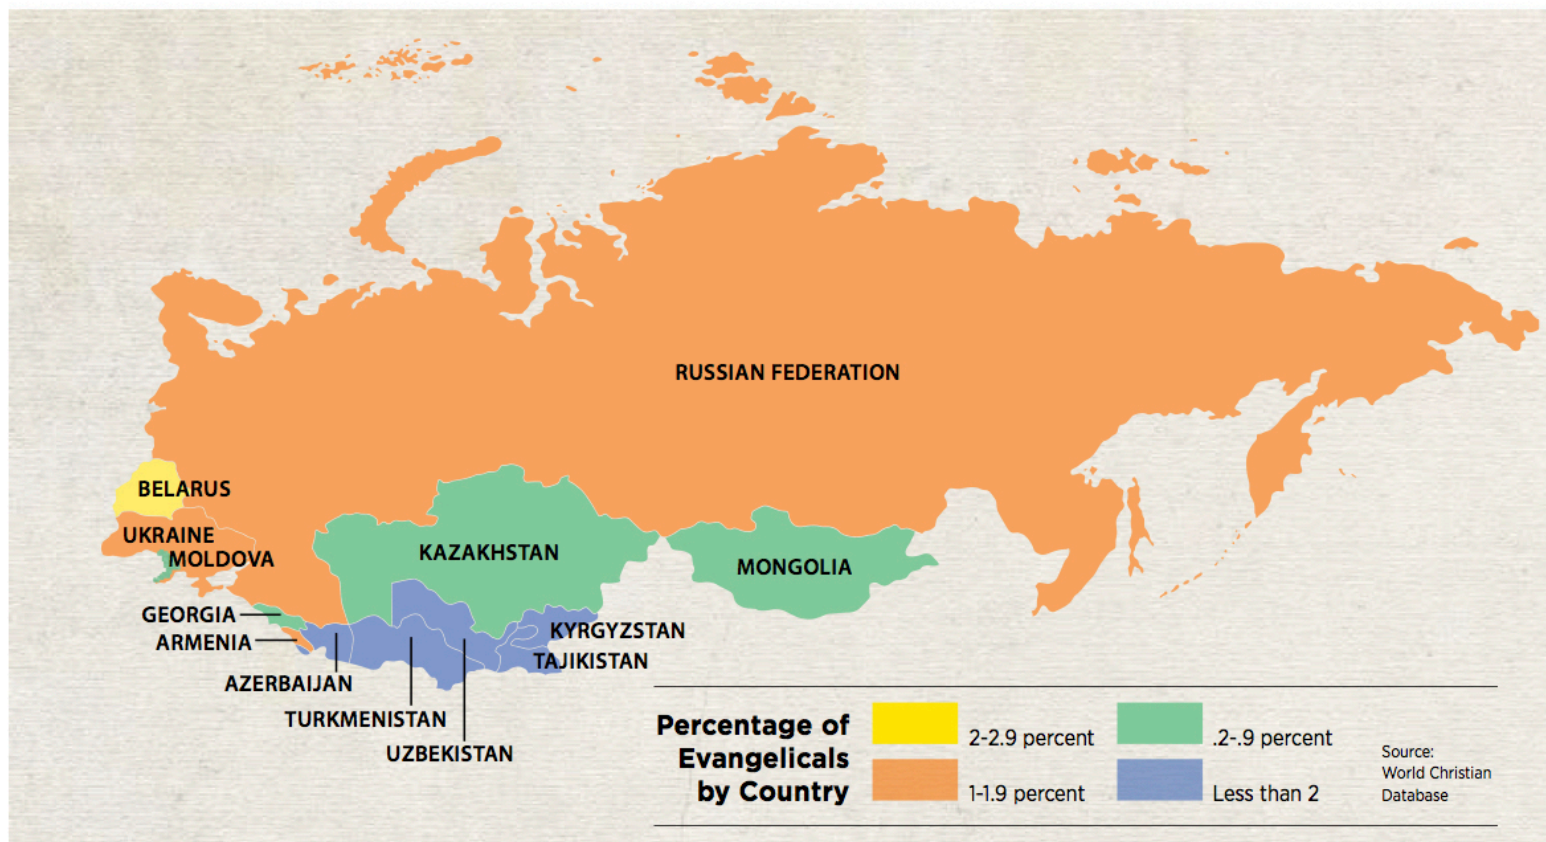 RUSSIAN FEDERATION
BELARUS
UKRAINE
MOLDOVA
KAZAKHSTAN
MONGOLIA
GEORGIA
ARMENIA
KYRGYZSTAN
TAJIKISTAN
AZERBAIJAN
TURKMENISTAN
UZBEKISTAN
Percentage of
Evangelicals
by Country
2-2.9 percent
1-1.9 percent
.2-.9 percent
Less than 2
Source:
World Christian
Database